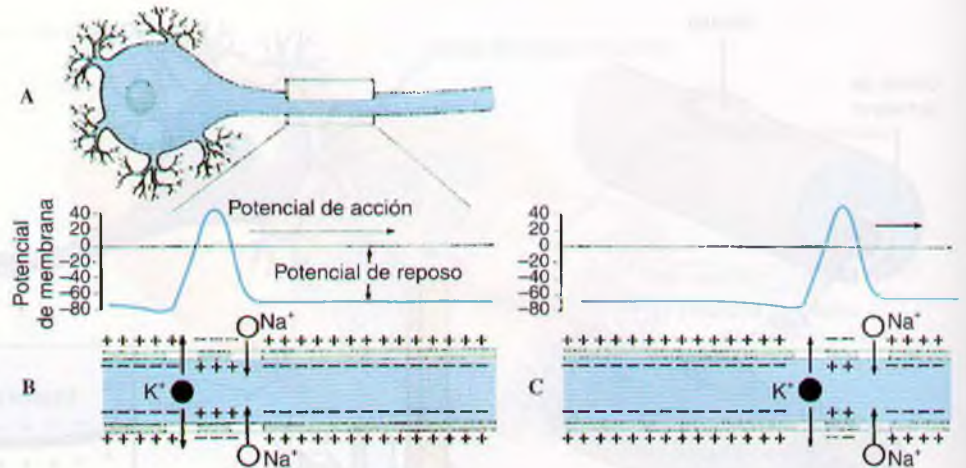 A
40
20
0
-20
-40
-60
-80
Potencial de membrana
Potencial de acción
Potencial de reposo
40
20
0
-20
-40
-60
-80
Na⁺
+ + + + + + + - - - + + + + + + + + + + + + +
K⁺
+ + +
B
+ + +
Na⁺
Na⁺
K⁺
+ +
C
+ +
Na⁺